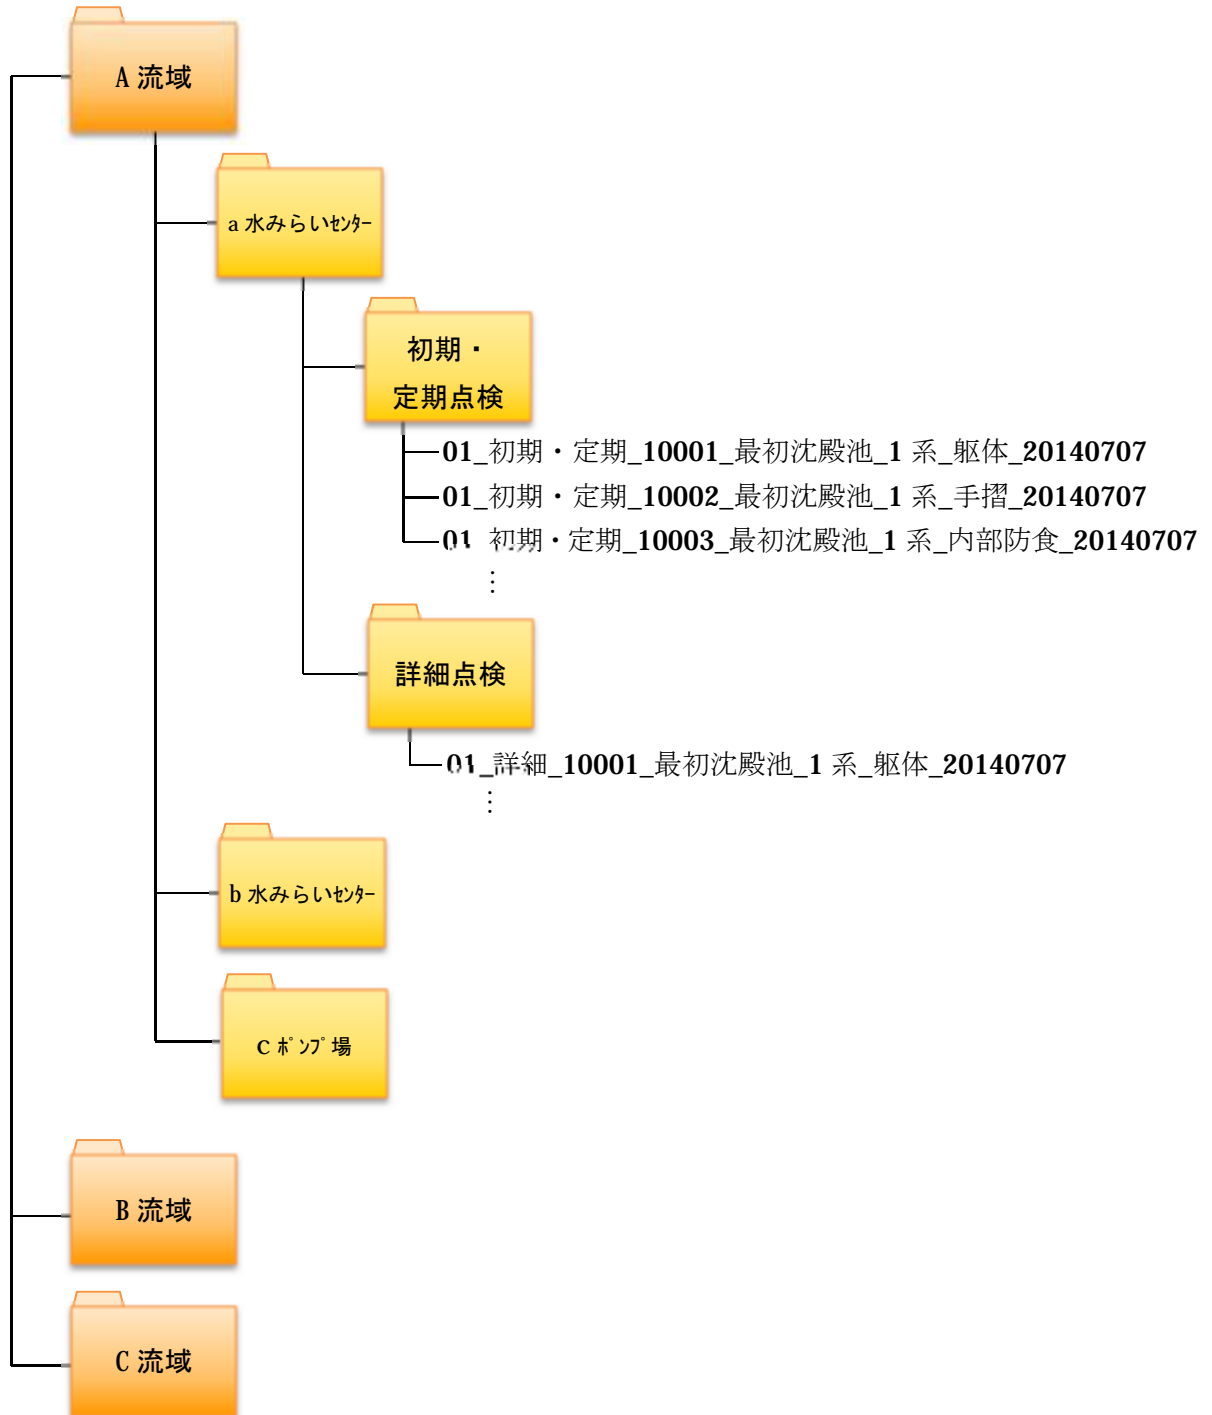 A 流域
a 水みらいｾﾝﾀｰ
初期・
定期点検
01_初期・定期_10001_最初沈殿池_1 系_躯体_20140707
01_初期・定期_10002_最初沈殿池_1 系_手摺_20140707
01_初期・定期_10003_最初沈殿池_1 系_内部防食_20140707
⋮
詳細点検
01_詳細_10001_最初沈殿池_1 系_躯体_20140707
⋮
b 水みらいｾﾝﾀｰ
c ﾎﾟﾝﾌﾟ場
B 流域
C 流域